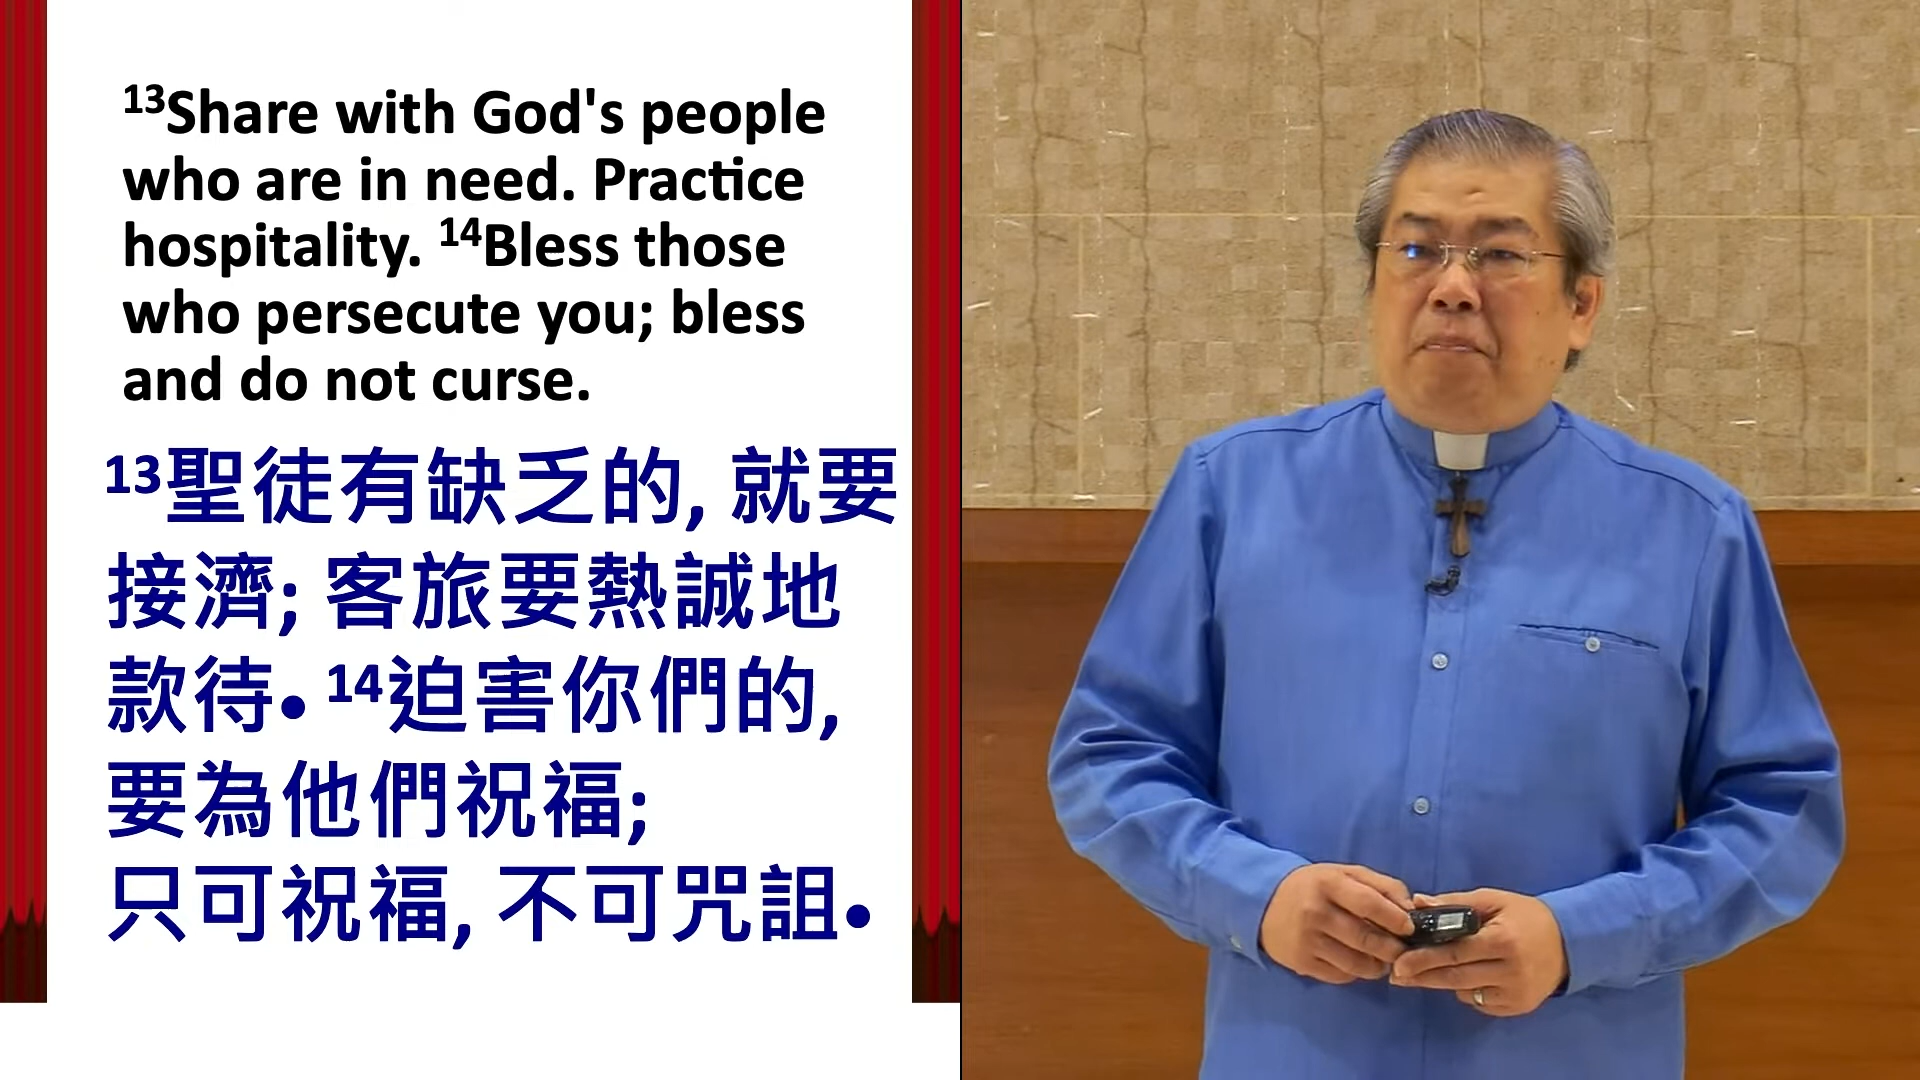 ¹³Share with God's people
who are in need. Practice
hospitality. ¹⁴Bless those
who persecute you; bless
and do not curse.
¹³聖徒有缺乏的, 就要
接濟; 客旅要熱誠地
款待• ¹⁴迫害你們的,
要為他們祝福;
只可祝福, 不可咒詛•